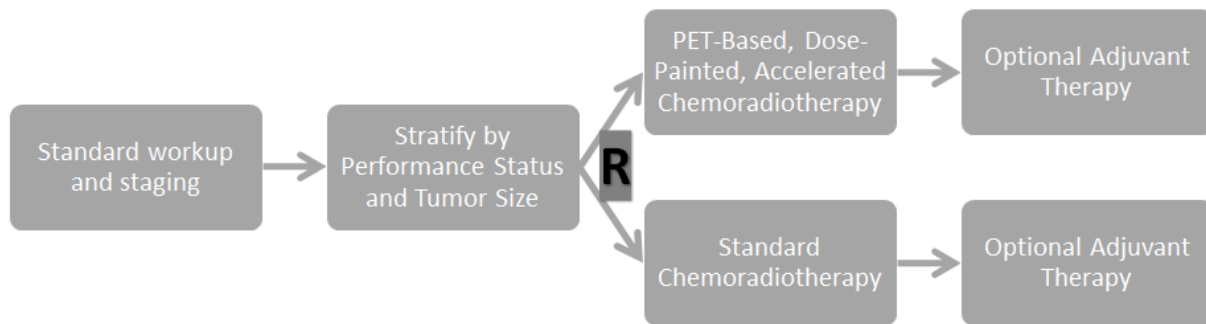 Standard workup
and staging
Stratify by
Performance Status
and Tumor Size
R
PET-Based, Dose-
Painted, Accelerated
Chemoradiotherapy
Optional Adjuvant
Therapy
Standard
Chemoradiotherapy
Optional Adjuvant
Therapy